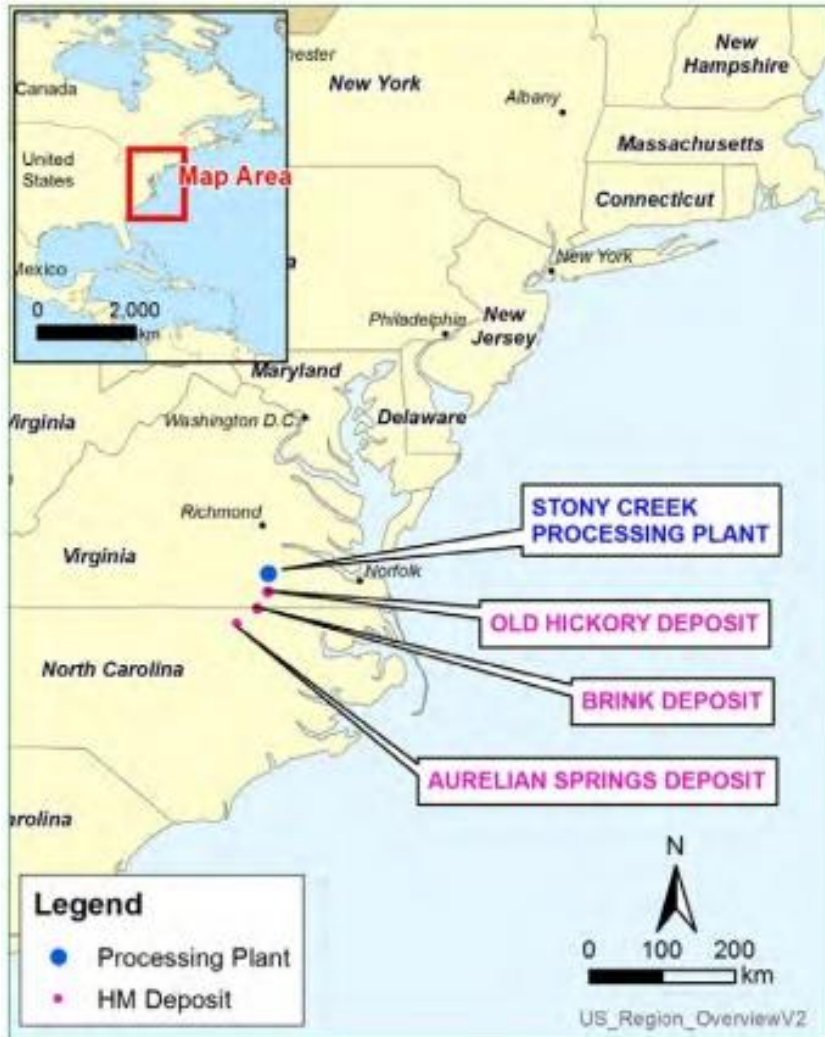 Canada
United
States
Map Area
Mexico
0 2,000
km
hester
New York
Albany
New
Hampshire
Massachusetts
Connecticut
New York
Philadelphia
New
Jersey
Maryland
Washington D.C.
Delaware
Virginia
Richmond
Virginia
Norfolk
North Carolina
arolina
STONY CREEK
PROCESSING PLANT
OLD HICKORY DEPOSIT
BRINK DEPOSIT
AURELIAN SPRINGS DEPOSIT
Legend
Processing Plant
HM Deposit
N
0 100 200
km
US_Region_OverviewV2